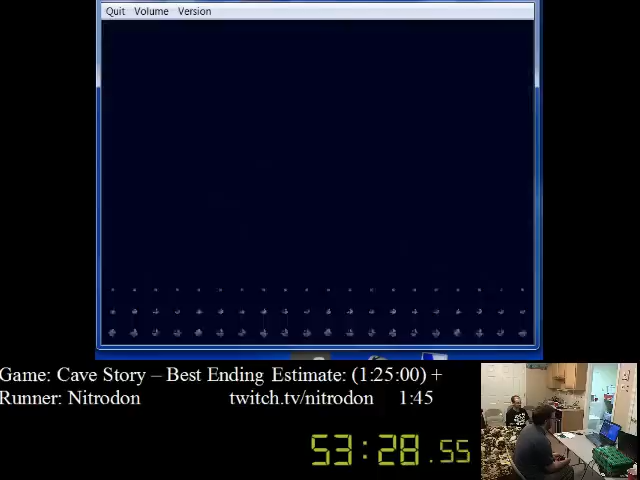 Quit Volume Version
Game: Cave Story – Best Ending Estimate: (1:25:00) +
Runner: Nitrodon twitch.tv/nitrodon 1:45
53:28.55